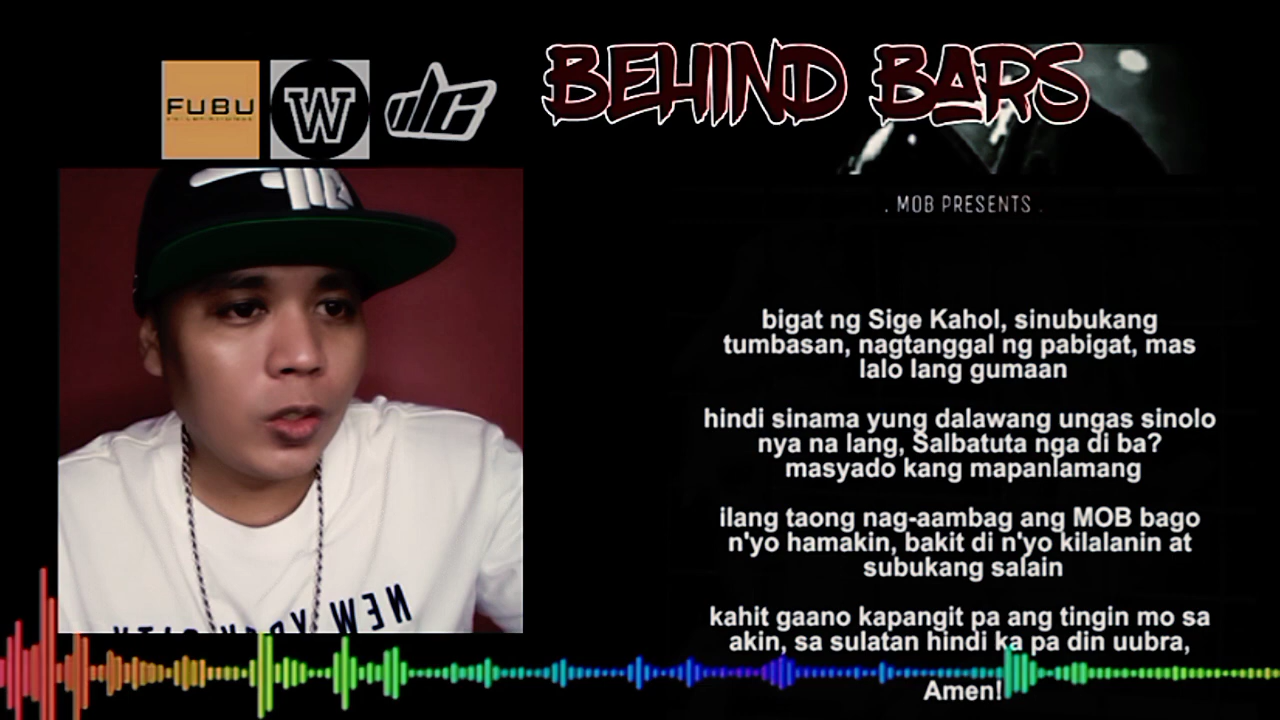 FUBU
W
BEHIND BARS
. MOB PRESENTS .
bigat ng Sige Kahol, sinubukang
tumbasan, nagtanggal ng pabigat, mas
lalo lang gumaan
hindi sinama yung dalawang ungas sinolo
nya na lang, Salbatuta nga di ba?
masyado kang mapanlamang
ilang taong nag-aambag ang MOB bago
n'yo hamakin, bakit di n'yo kilalanin at
subukang salain
kahit gaano kapangit pa ang tingin mo sa
akin, sa sulatan hindi ka pa din uubra,
Amen!
NEW YORK CITY